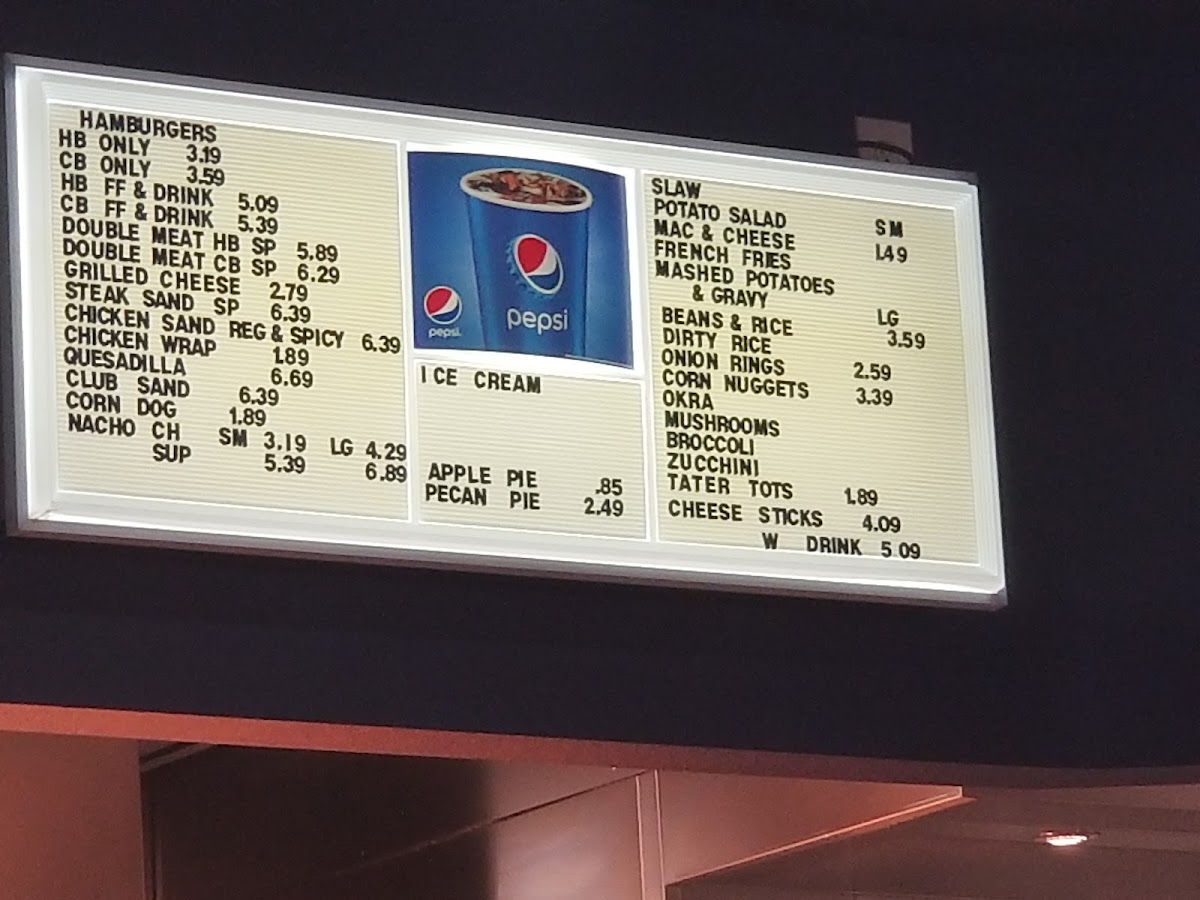 HAMBURGERS
HB ONLY 3.19
CB ONLY 3.59
HB FF & DRINK 5.09
CB FF & DRINK 5.39
DOUBLE MEAT HB SP 5.89
DOUBLE MEAT CB SP 6.29
GRILLED CHEESE 2.79
STEAK SAND SP 6.39
CHICKEN SAND REG & SPICY 6.39
CHICKEN WRAP 1.89
QUESADILLA 6.69
CLUB SAND 6.39
CORN DOG 1.89
NACHO CH SM 3.19 LG 4.29
SUP 5.39 6.89
pepsi
pepsi
ICE CREAM
APPLE PIE .85
PECAN PIE 2.49
SLAW
POTATO SALAD SM
MAC & CHEESE 1.49
FRENCH FRIES
MASHED POTATOES
& GRAVY LG
BEANS & RICE 3.59
DIRTY RICE
ONION RINGS 2.59
CORN NUGGETS 3.39
OKRA
MUSHROOMS
BROCCOLI
ZUCCHINI
TATER TOTS 1.89
CHEESE STICKS 4.09
W DRINK 5.09